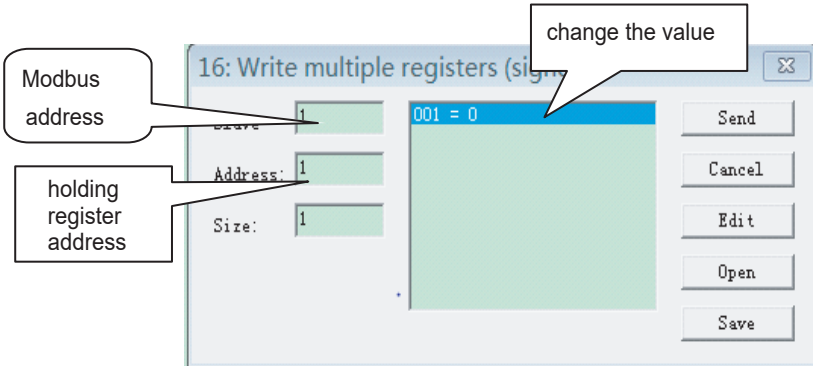 change the value
16: Write multiple registers
Modbus
address
1
001 = 0
Send
holding
register
address
Address:
1
Cancel
Size:
1
Edit
Open
Save